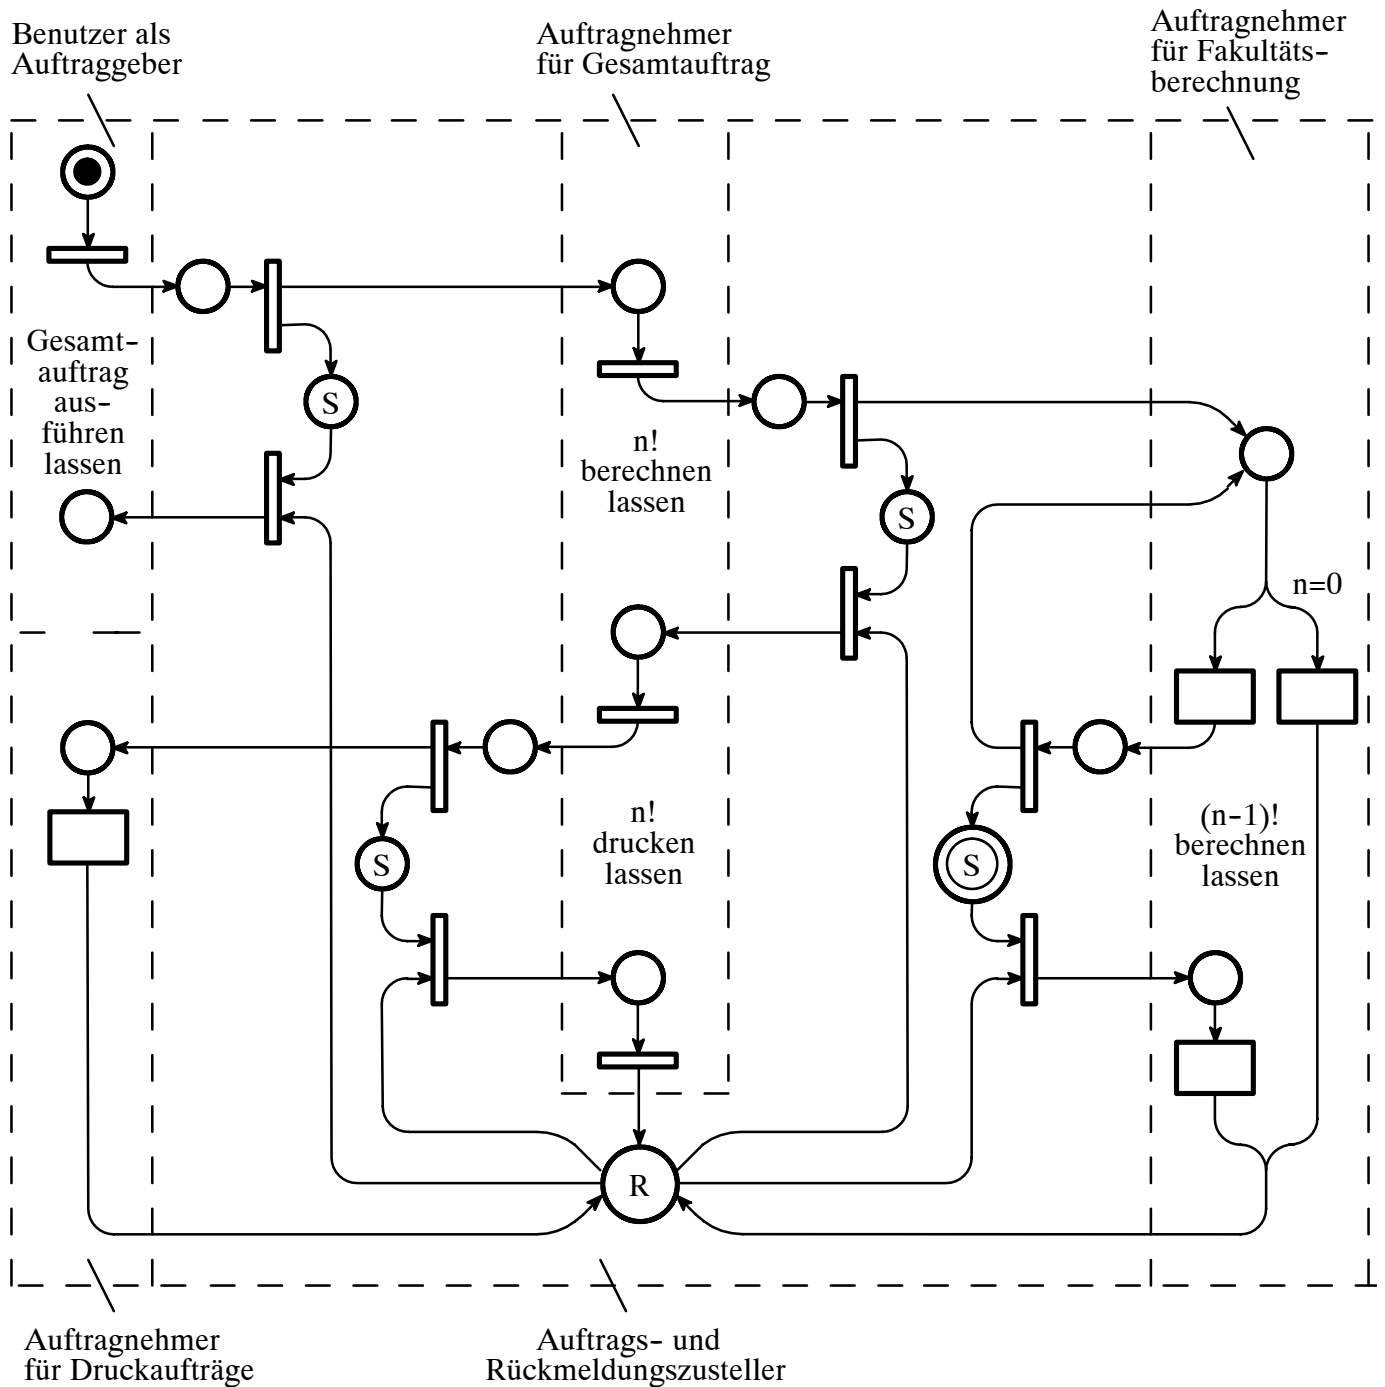 Benutzer als
Auftraggeber
Auftragnehmer
für Gesamtauftrag
Auftragnehmer
für Fakultäts-
berechnung
Gesamt-
auftrag
aus-
führen
lassen
S
n!
berechnen
lassen
S
n=0
n!
drucken
lassen
S
S
(n-1)!
berechnen
lassen
R
Auftragnehmer
für Druckaufträge
Auftrags- und
Rückmeldungszusteller